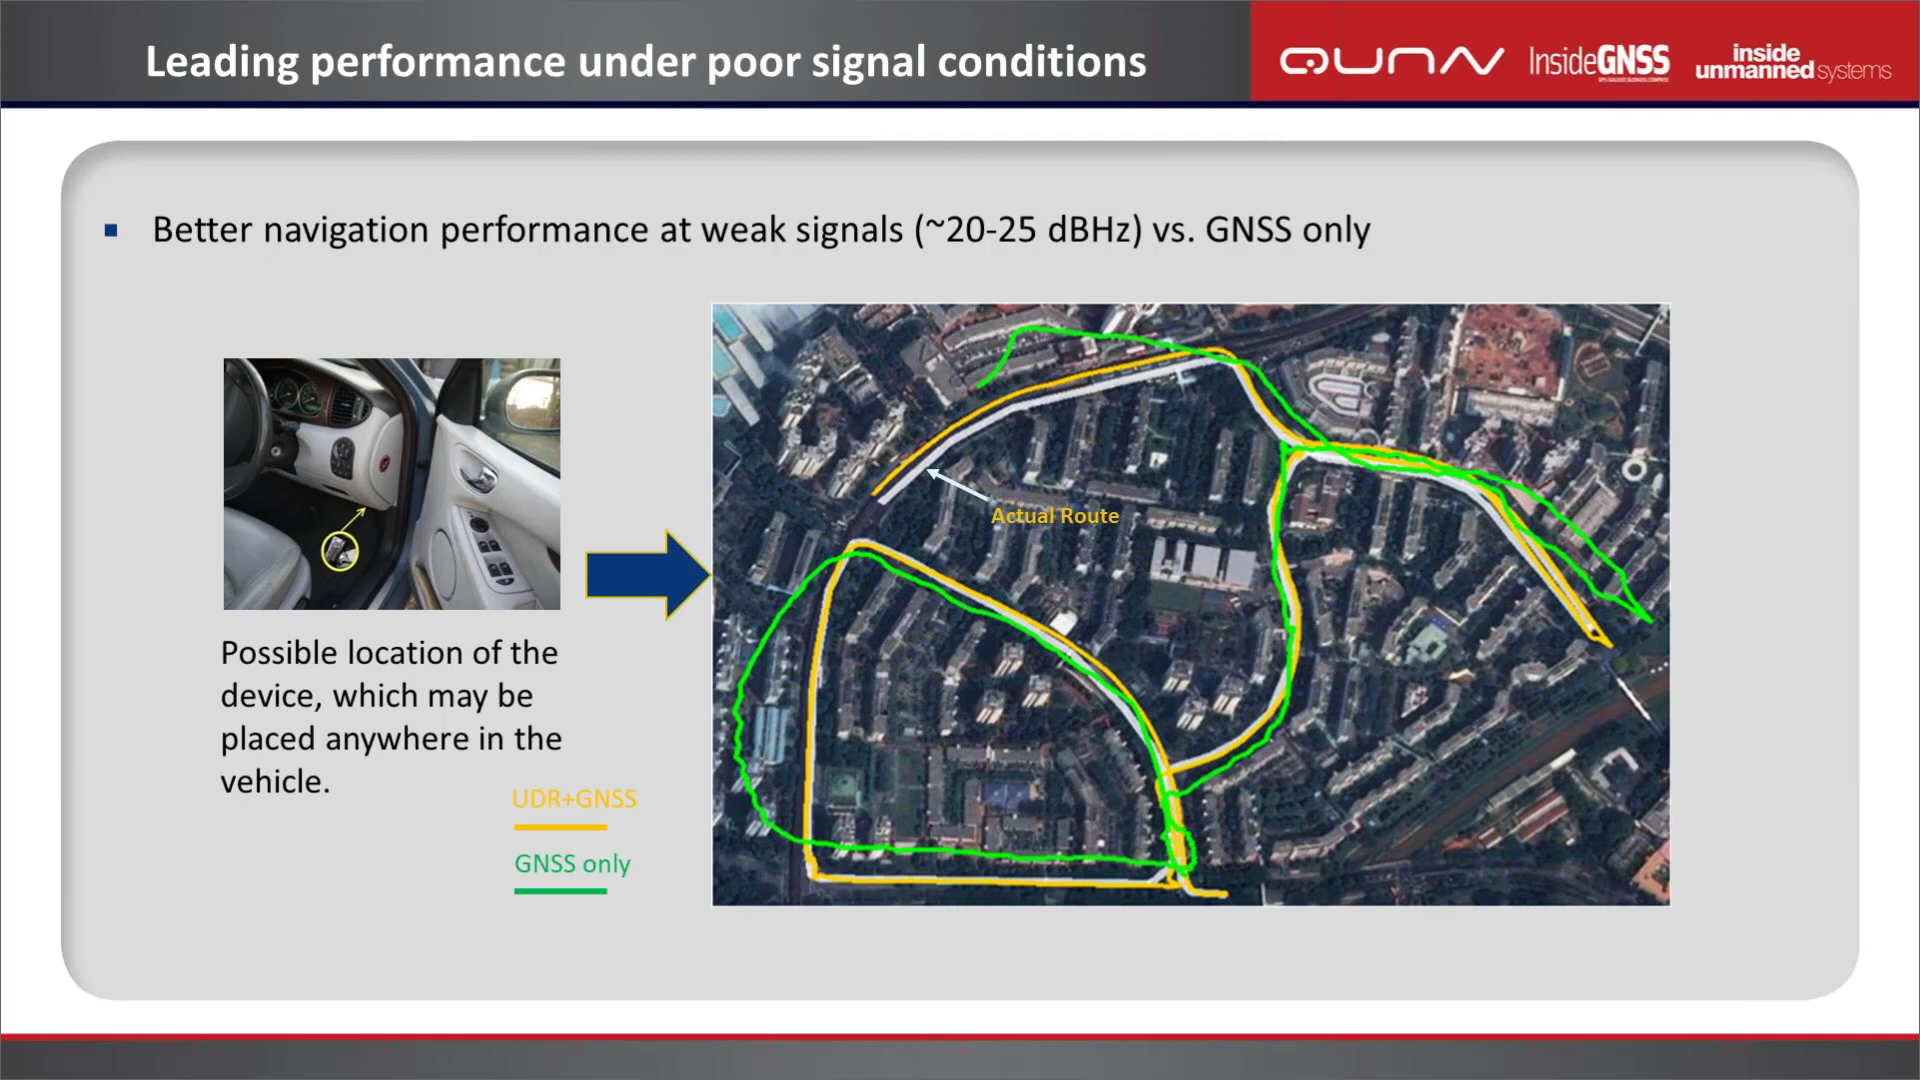 Leading performance under poor signal conditions
QUNAV
InsideGNSS
inside
unmanned systems
Better navigation performance at weak signals (~20-25 dBHz) vs. GNSS only
Actual Route
Possible location of the
device, which may be
placed anywhere in the
vehicle.
UDR+GNSS
GNSS only